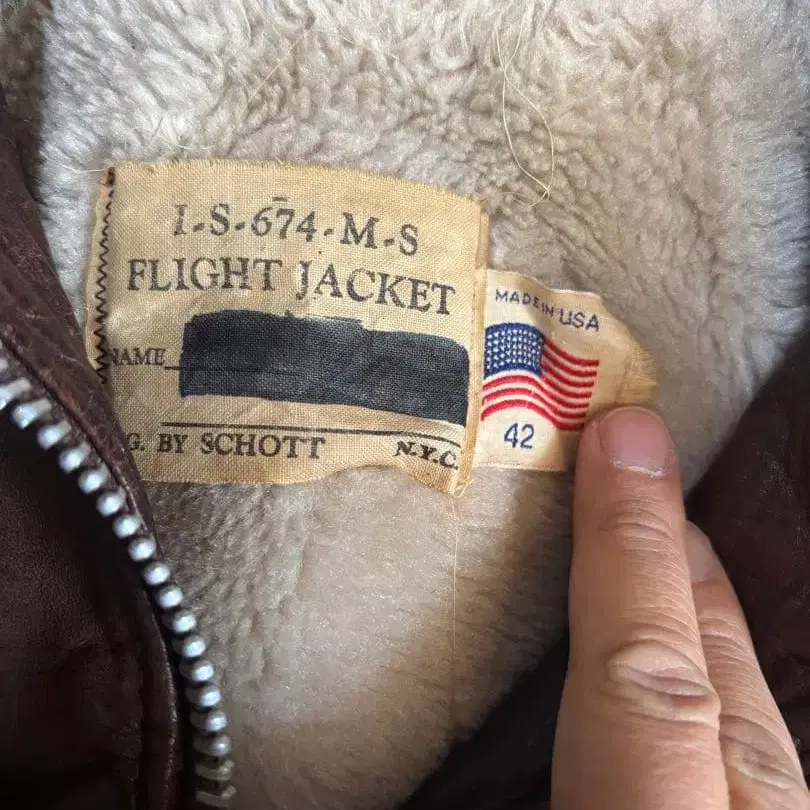 I-S-674-M-S
FLIGHT JACKET
NAME
G. BY SCHOTT N.Y.C.
MADE IN USA
42